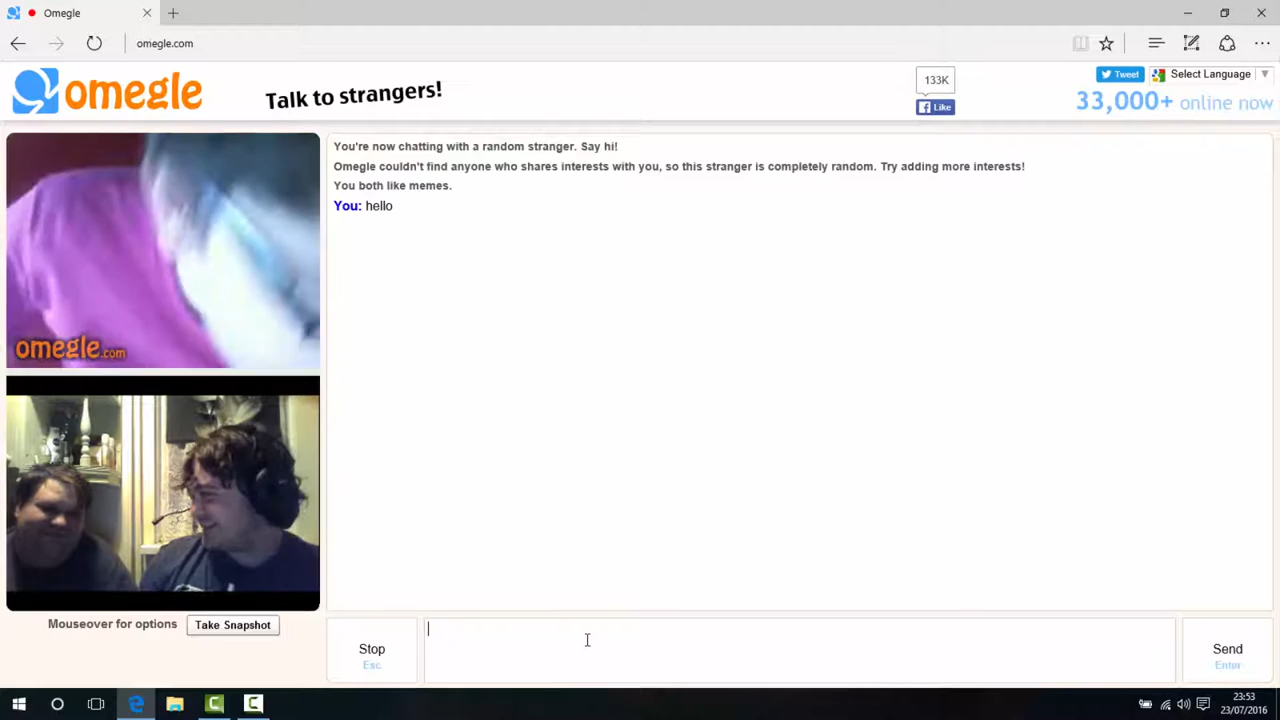 Omegle
omegle.com
omegle
Talk to strangers!
133K
Like
Tweet
Select Language
33,000+ online now
You're now chatting with a random stranger. Say hi!
Omegle couldn't find anyone who shares interests with you, so this stranger is completely random. Try adding more interests!
You both like memes.
You: hello
omegle.com
Mouseover for options
Take Snapshot
Stop
Esc
Send
Enter
23:53
23/07/2016